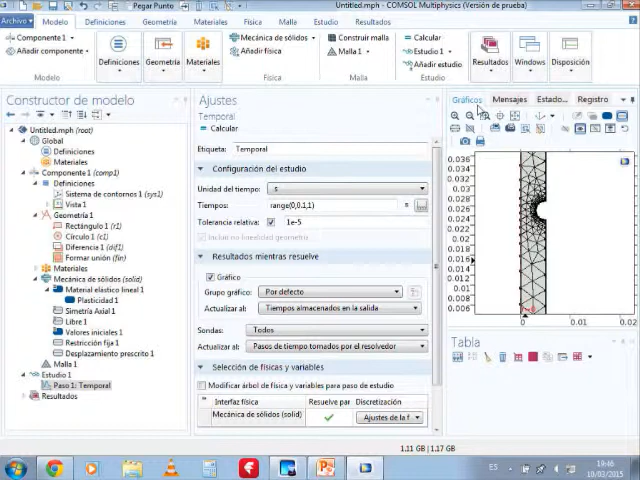 Pegar Punto
Untitled.mph - COMSOL Multiphysics (Versión de prueba)
Archivo
Modelo
Definiciones
Geometría
Materiales
Física
Malla
Estudio
Resultados
Componente 1
Añadir componente
Definiciones
Geometría
Materiales
Mecánica de sólidos
Añadir física
Construir malla
Malla 1
Calcular
Estudio 1
Añadir estudio
Resultados
Windows
Disposición
Modelo
Física
Malla
Estudio
Constructor de modelo
Untitled.mph (root)
Global
Definiciones
Materiales
Componente 1 (comp1)
Definiciones
Sistema de contornos 1 (sys1)
Vista 1
Geometría 1
Rectángulo 1 (r1)
Círculo 1 (c1)
Diferencia 1 (dif1)
Formar unión (fin)
Materiales
Mecánica de sólidos (solid)
Material elástico lineal 1
Plasticidad 1
Simetría Axial 1
Libre 1
Valores iniciales 1
Restricción fija 1
Desplazamiento prescrito 1
Malla 1
Estudio 1
Paso 1: Temporal
Resultados
Ajustes
Temporal
Calcular
Etiqueta: Temporal
Configuración del estudio
Unidad del tiempo: s
Tiempos: range(0,0.1,1) s
Tolerancia relativa: 1e-5
Incluir no linealidad geométrica
Resultados mientras resuelve
Gráfico
Grupo gráfico: Por defecto
Actualizar al: Tiempos almacenados en la salida
Sondas: Todos
Actualizar al: Pasos de tiempo tomados por el resolvedor
Selección de físicas y variables
Modificar árbol de física y variables para paso de estudio
Interfaz física Resuelve par Discretización
Mecánica de sólidos (solid) Ajustes de la f
Gráficos
Mensajes
Estado...
Registro
0.036
0.034
0.032
0.03
0.028
0.026
0.024
0.022
0.02
0.018
0.016
0.014
0.012
0.01
0.008
0.006
0 0.01 0.02
Tabla
1.11 GB | 1.17 GB
ES
19:46
10/03/2015